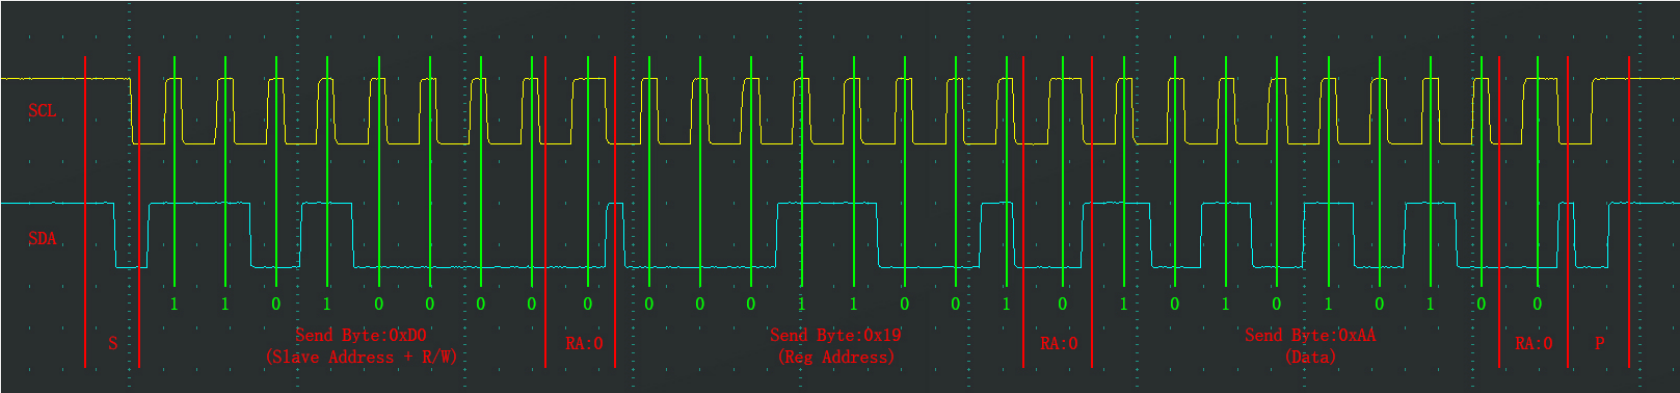 SCL
SDA
1 1 0 1 0 0 0 0 0 0 0 0 1 1 0 0 1 0 1 0 1 0 1 0 1 0 0
S
Send Byte:0xD0
(Slave Address + R/W)
RA:0
Send Byte:0x19
(Reg Address)
RA:0
Send Byte:0xAA
(Data)
RA:0
P